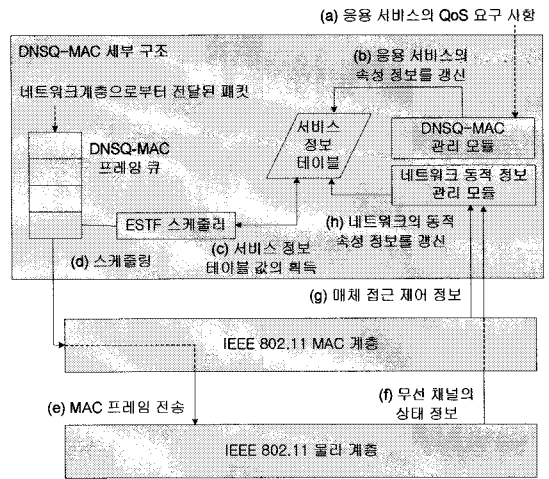 (a) 응용 서비스의 QoS 요구 사항
DNSQ-MAC 세부 구조
(b) 응용 서비스의
속성 정보를 갱신
네트워크계층으로부터 전달된 패킷
DNSQ-MAC
프레임 큐
서비스
정보
테이블
DNSQ-MAC
관리 모듈
네트워크 동적 정보
관리 모듈
ESTF 스케줄러
(h) 네트워크의 동적
속성 정보를 갱신
(c) 서비스 정보
테이블 값의 획득
(d) 스케줄링
(g) 매체 접근 제어 정보
IEEE 802.11 MAC 계층
(e) MAC 프레임 전송
(f) 무선 채널의
상태 정보
IEEE 802.11 물리 계층